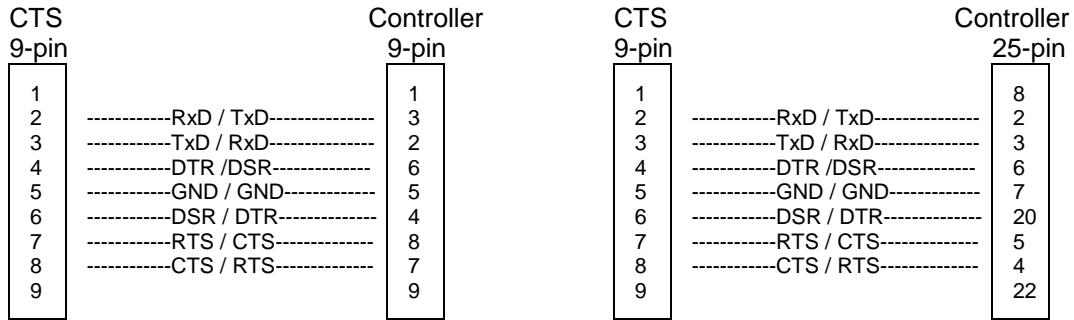 CTS Controller CTS Controller
9-pin 9-pin 9-pin 25-pin
1 1 1 8
2 ------------RxD / TxD--------------- 3 2 ------------RxD / TxD--------------- 2
3 ------------TxD / RxD--------------- 2 3 ------------TxD / RxD--------------- 3
4 ------------DTR /DSR-------------- 6 4 ------------DTR /DSR-------------- 6
5 ------------GND / GND------------- 5 5 ------------GND / GND------------- 7
6 ------------DSR / DTR-------------- 4 6 ------------DSR / DTR-------------- 20
7 ------------RTS / CTS-------------- 8 7 ------------RTS / CTS-------------- 5
8 ------------CTS / RTS-------------- 7 8 ------------CTS / RTS-------------- 4
9 9 9 22